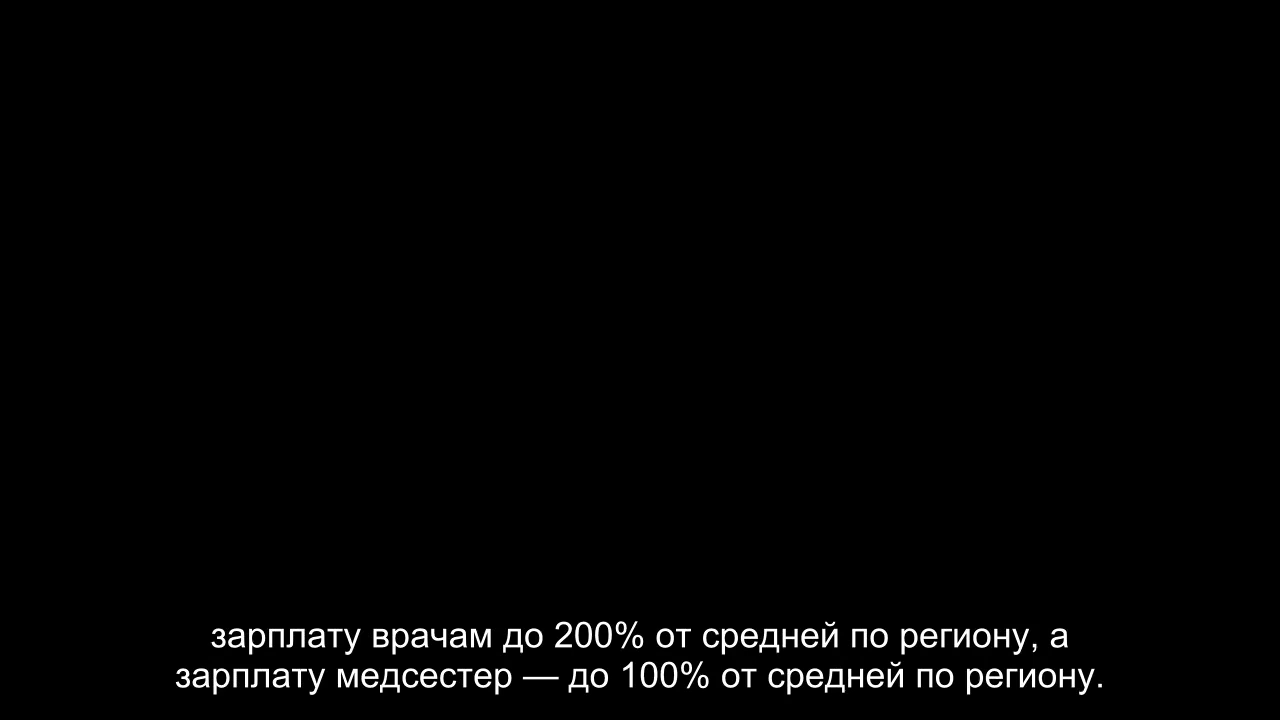 зарплату врачам до 200% от средней по региону, а
зарплату медсестер — до 100% от средней по региону.